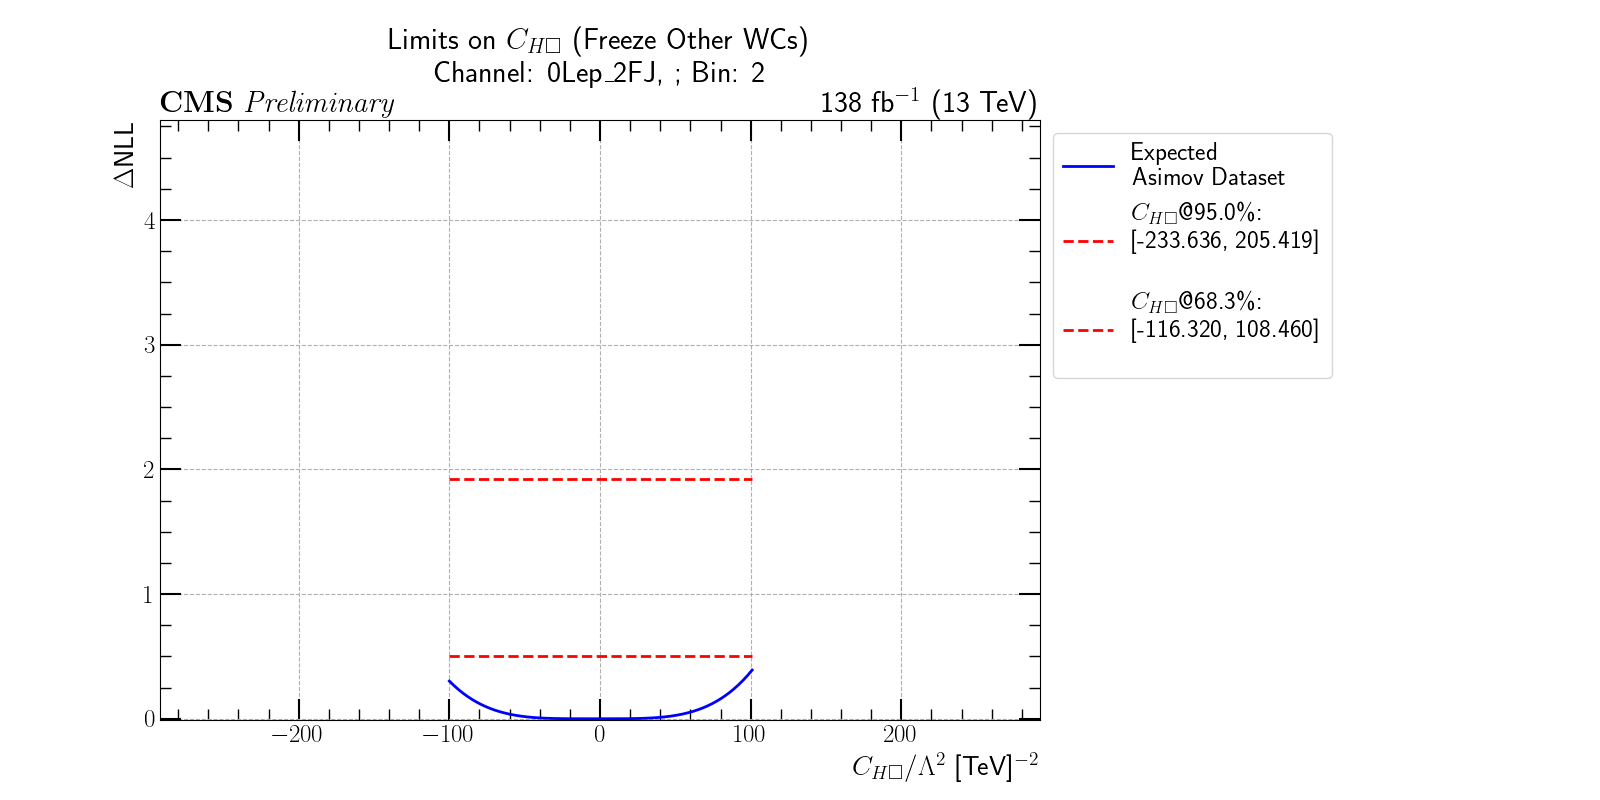 Limits on C_{H□} (Freeze Other WCs)
Channel: 0Lep_2FJ, ; Bin: 2
CMS Preliminary 138 fb⁻¹ (13 TeV)
ΔNLL
4
3
2
1
0
−200 −100 0 100 200
C_{H□}/Λ² [TeV]⁻²
Expected
Asimov Dataset
C_{H□}@95.0%:
[-233.636, 205.419]
C_{H□}@68.3%:
[-116.320, 108.460]